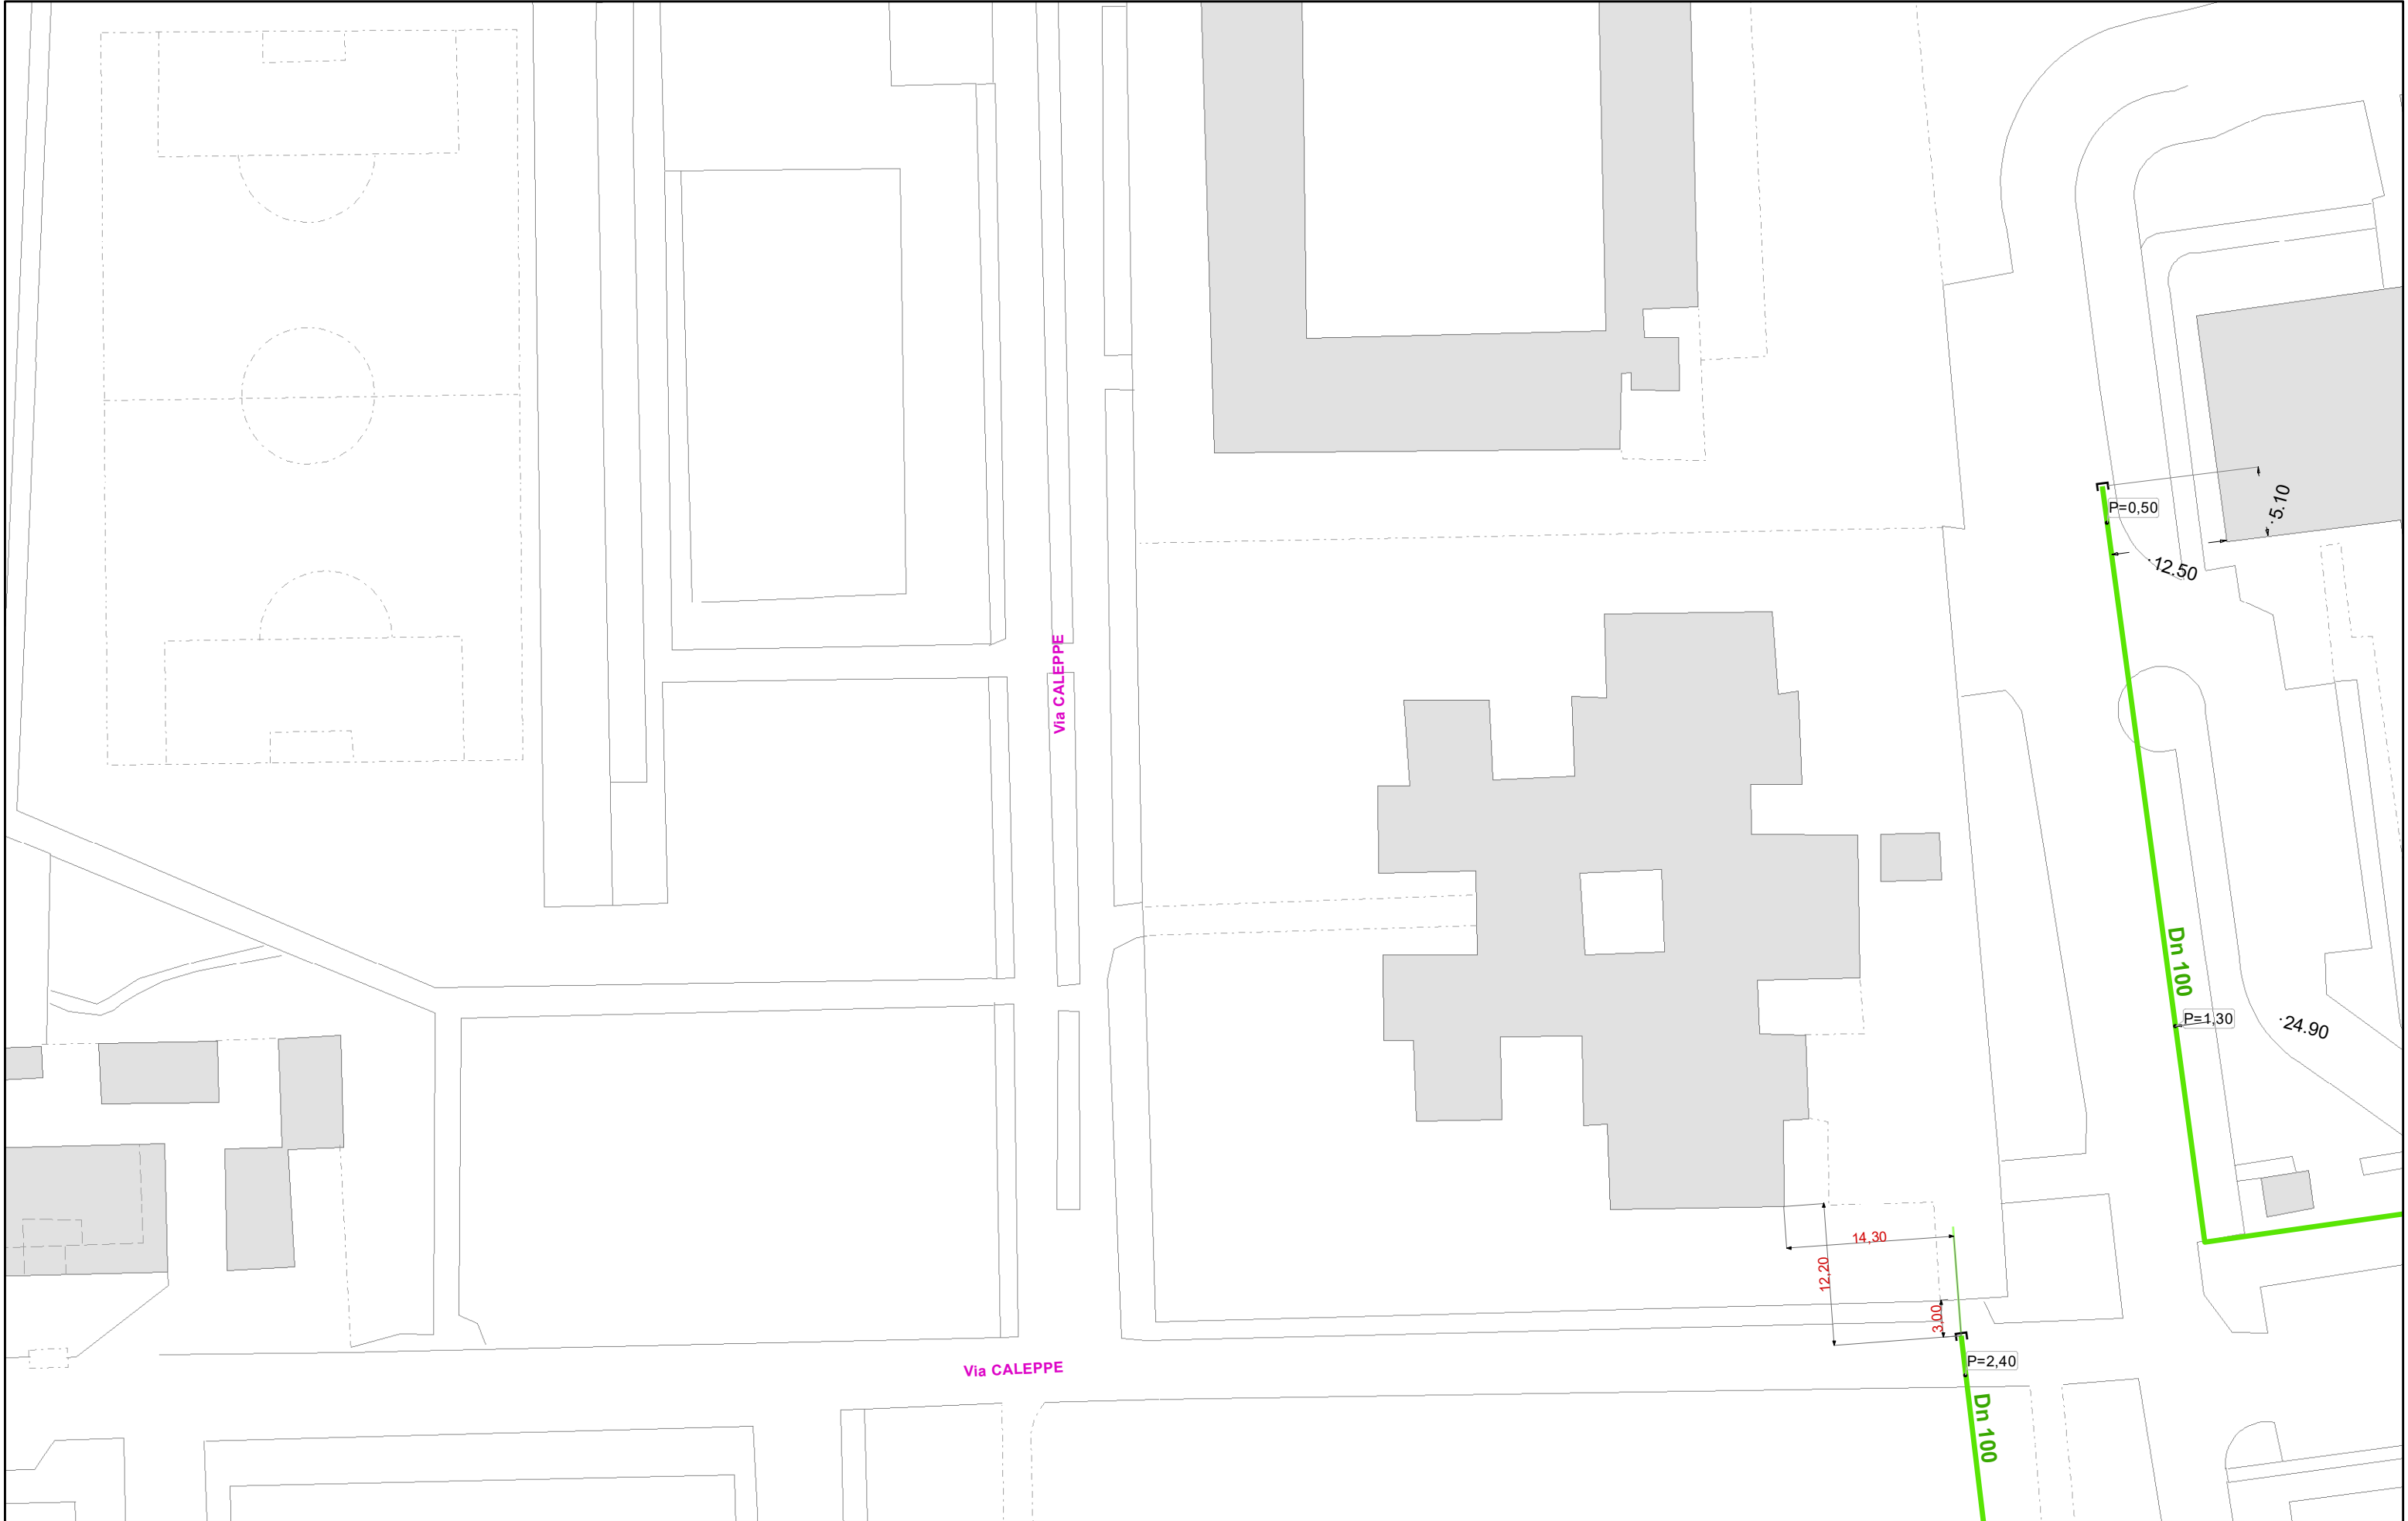 P=0,50
5.10
12.50
Via CALEPPE
Dn 100
P=1,30
24.90
14,30
12,20
3,00
P=2,40
Via CALEPPE
Dn 100